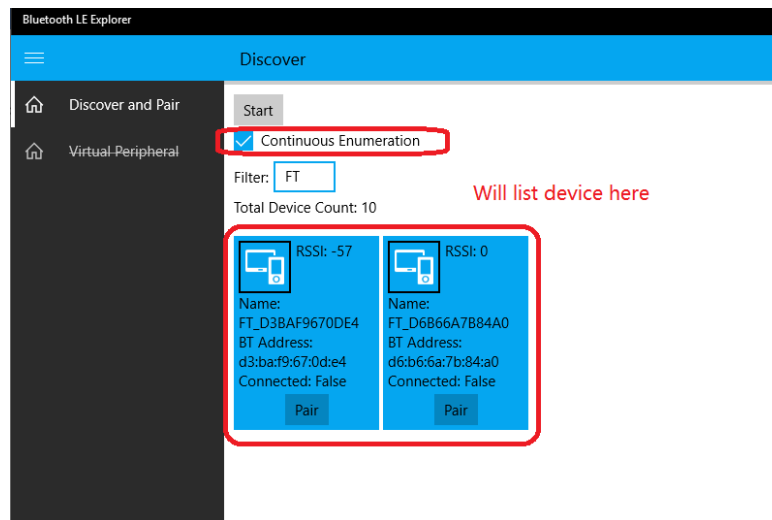 Bluetooth LE Explorer
Discover
Discover and Pair
Virtual Peripheral
Start
Continuous Enumeration
Filter: FT
Will list device here
Total Device Count: 10
RSSI: -57
Name:
FT_D3BAF9670DE4
BT Address:
d3:ba:f9:67:0d:e4
Connected: False
Pair
RSSI: 0
Name:
FT_D6B66A7B84A0
BT Address:
d6:b6:6a:7b:84:a0
Connected: False
Pair